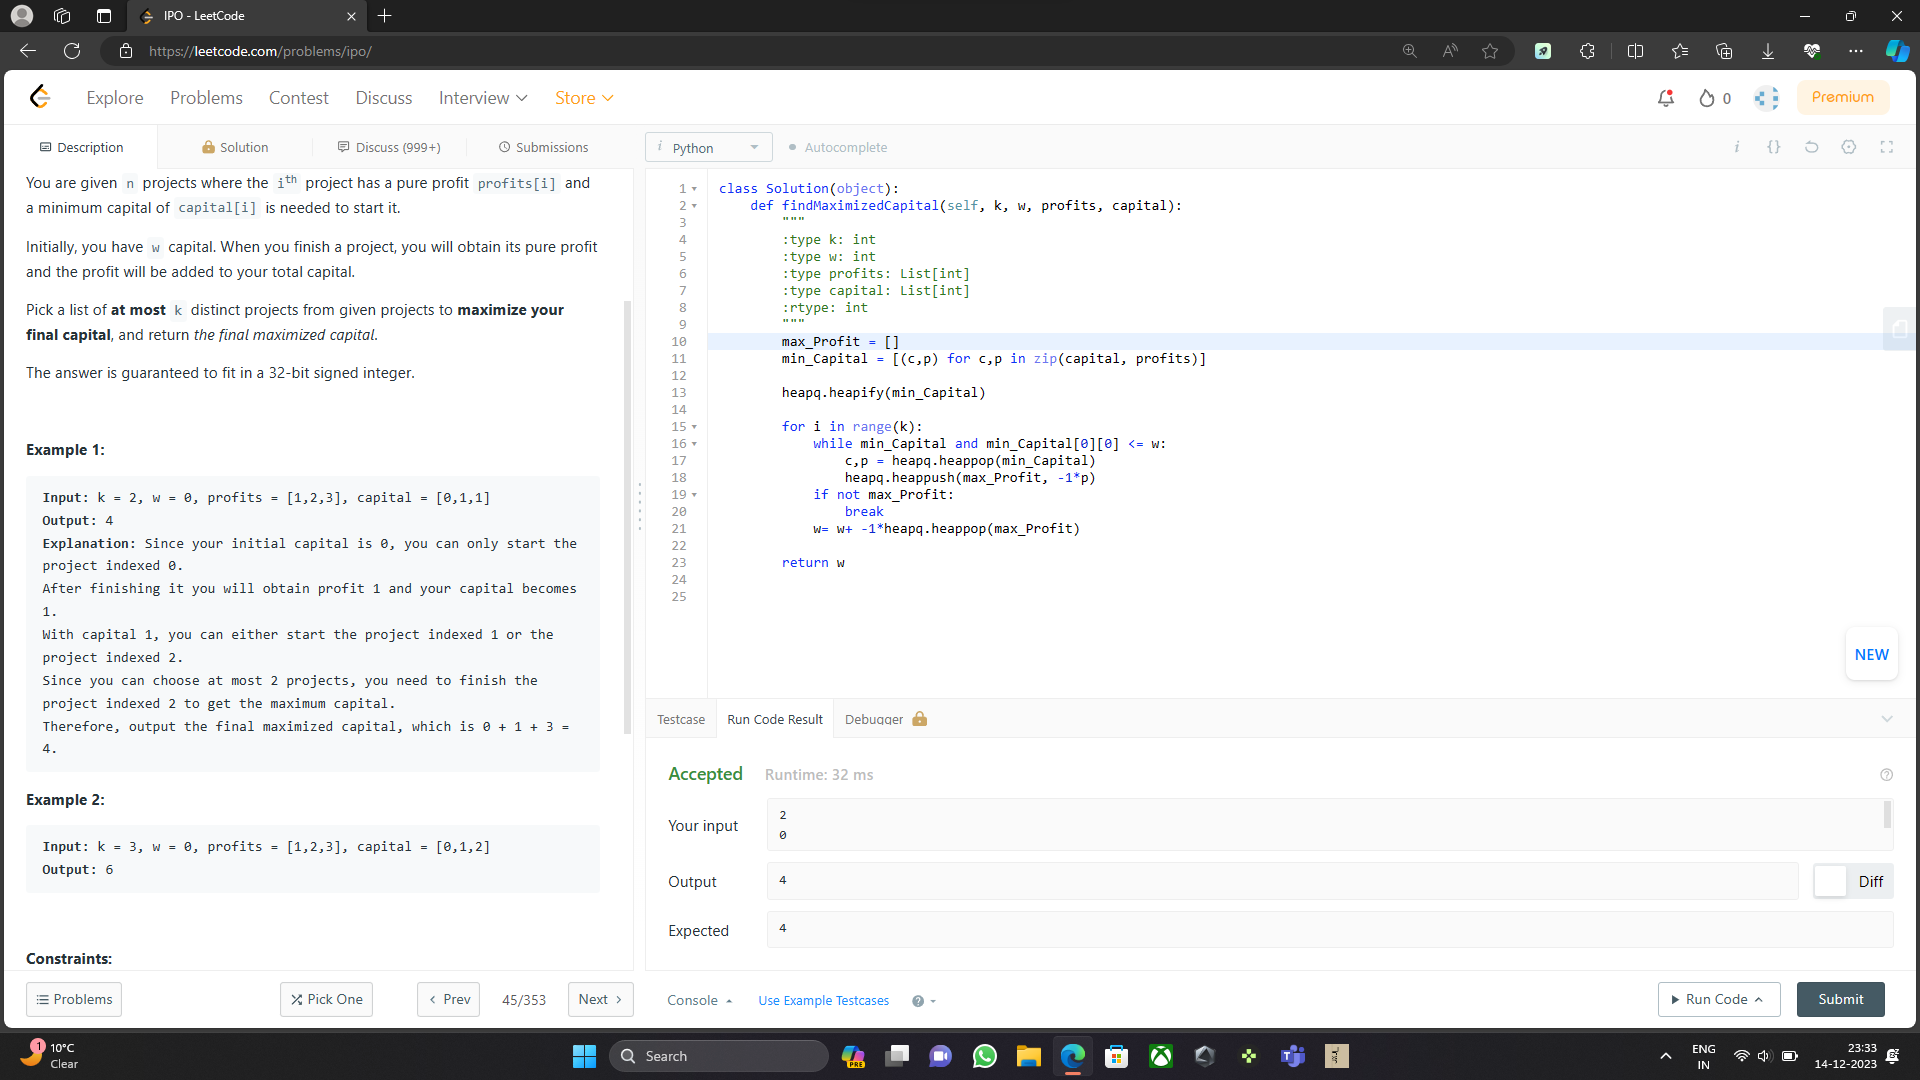 IPO - LeetCode
https://leetcode.com/problems/ipo/
Explore Problems Contest Discuss Interview Store
0
Premium
Description Solution Discuss (999+) Submissions
You are given n projects where the ith project has a pure profit profits[i] and
a minimum capital of capital[i] is needed to start it.
Initially, you have w capital. When you finish a project, you will obtain its pure profit
and the profit will be added to your total capital.
Pick a list of at most k distinct projects from given projects to maximize your
final capital, and return the final maximized capital.
The answer is guaranteed to fit in a 32-bit signed integer.
Example 1:
Input: k = 2, w = 0, profits = [1,2,3], capital = [0,1,1]
Output: 4
Explanation: Since your initial capital is 0, you can only start the
project indexed 0.
After finishing it you will obtain profit 1 and your capital becomes
1.
With capital 1, you can either start the project indexed 1 or the
project indexed 2.
Since you can choose at most 2 projects, you need to finish the
project indexed 2 to get the maximum capital.
Therefore, output the final maximized capital, which is 0 + 1 + 3 =
4.
Example 2:
Input: k = 3, w = 0, profits = [1,2,3], capital = [0,1,2]
Output: 6
Constraints:
Problems Pick One Prev 45/353 Next
i Python Autocomplete i {}
1 class Solution(object):
2 def findMaximizedCapital(self, k, w, profits, capital):
3 """
4 :type k: int
5 :type w: int
6 :type profits: List[int]
7 :type capital: List[int]
8 :rtype: int
9 """
10 max_Profit = []
11 min_Capital = [(c,p) for c,p in zip(capital, profits)]
12
13 heapq.heapify(min_Capital)
14
15 for i in range(k):
16 while min_Capital and min_Capital[0][0] <= w:
17 c,p = heapq.heappop(min_Capital)
18 heapq.heappush(max_Profit, -1*p)
19 if not max_Profit:
20 break
21 w= w+ -1*heapq.heappop(max_Profit)
22
23 return w
24
25
NEW
Testcase Run Code Result Debugger
Accepted Runtime: 32 ms
Your input
2
0
Output 4 Diff
Expected 4
Console Use Example Testcases Run Code Submit
1
10°C
Clear
Search
PRE
ENG
IN
23:33
14-12-2023